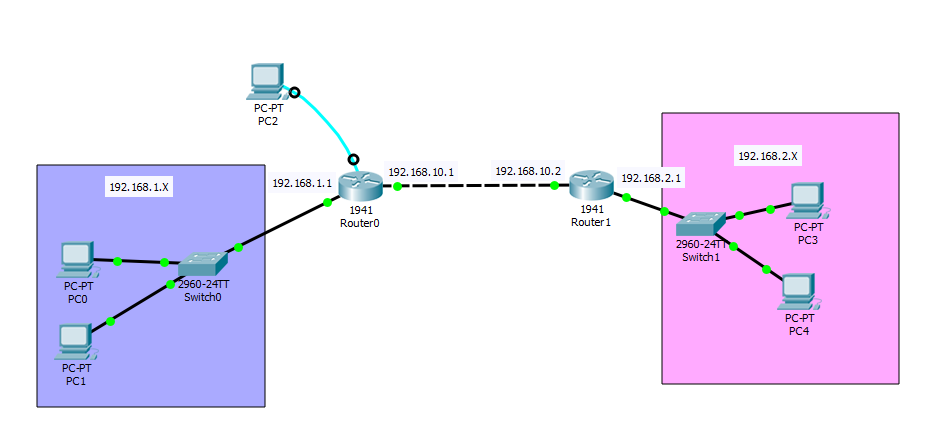 PC-PT
PC2
192.168.1.X
192.168.1.1
192.168.10.1
192.168.10.2
192.168.2.1
192.168.2.X
1941
Router0
1941
Router1
PC-PT
PC0
2960-24TT
Switch0
PC-PT
PC1
2960-24TT
Switch1
PC-PT
PC3
PC-PT
PC4